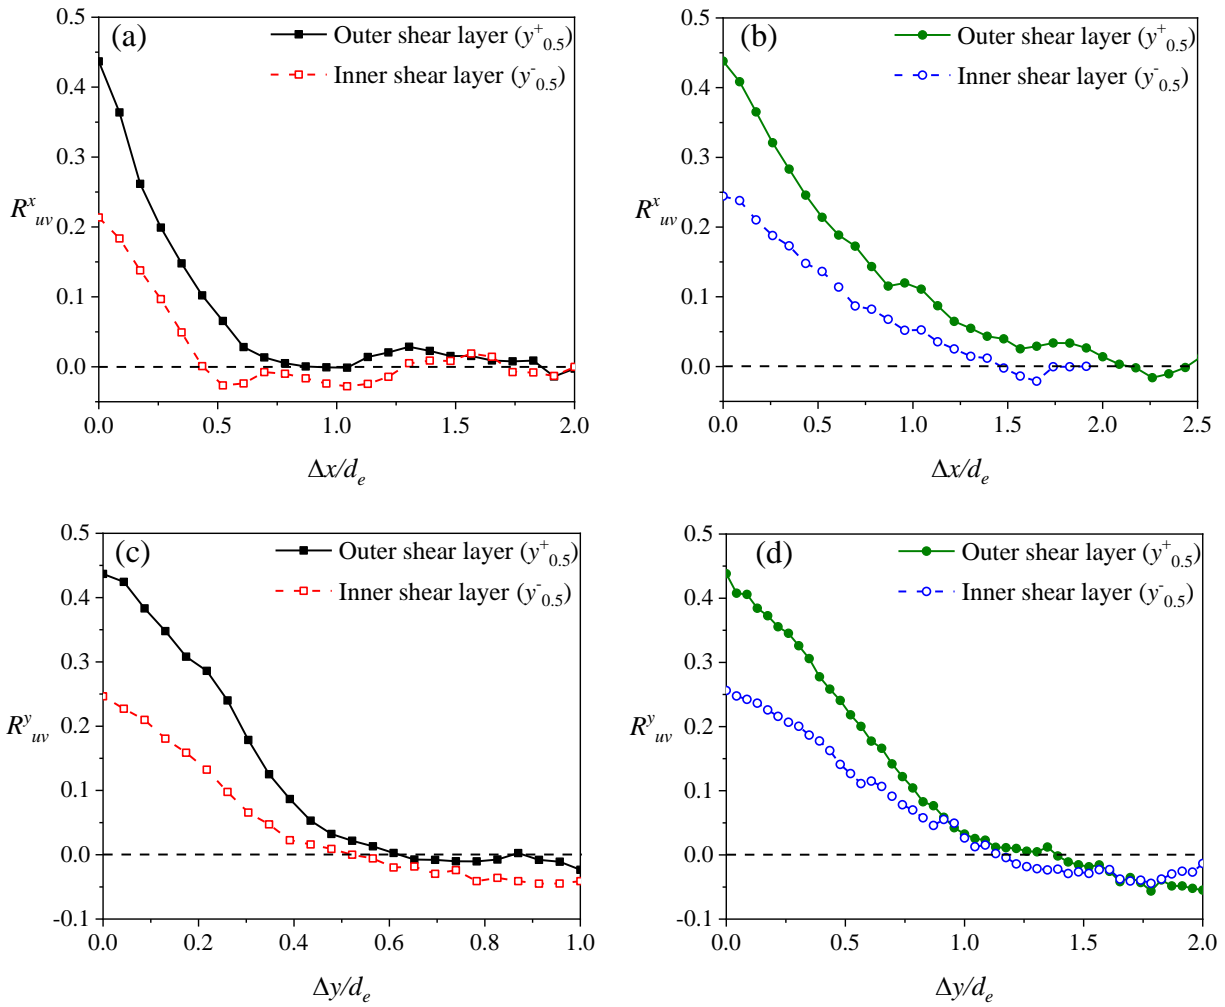 (a)
Outer shear layer (y⁺₀.₅)
Inner shear layer (y⁻₀.₅)
0.5
0.4
0.3
0.2
0.1
0.0
Rˣᵤᵥ
0.0 0.5 1.0 1.5 2.0
Δx/dₑ
(b)
Outer shear layer (y⁺₀.₅)
Inner shear layer (y⁻₀.₅)
0.5
0.4
0.3
0.2
0.1
0.0
Rˣᵤᵥ
0.0 0.5 1.0 1.5 2.0 2.5
Δx/dₑ
(c)
Outer shear layer (y⁺₀.₅)
Inner shear layer (y⁻₀.₅)
0.5
0.4
0.3
0.2
0.1
0.0
-0.1
Rʸᵤᵥ
0.0 0.2 0.4 0.6 0.8 1.0
Δy/dₑ
(d)
Outer shear layer (y⁺₀.₅)
Inner shear layer (y⁻₀.₅)
0.5
0.4
0.3
0.2
0.1
0.0
-0.1
Rʸᵤᵥ
0.0 0.5 1.0 1.5 2.0
Δy/dₑ